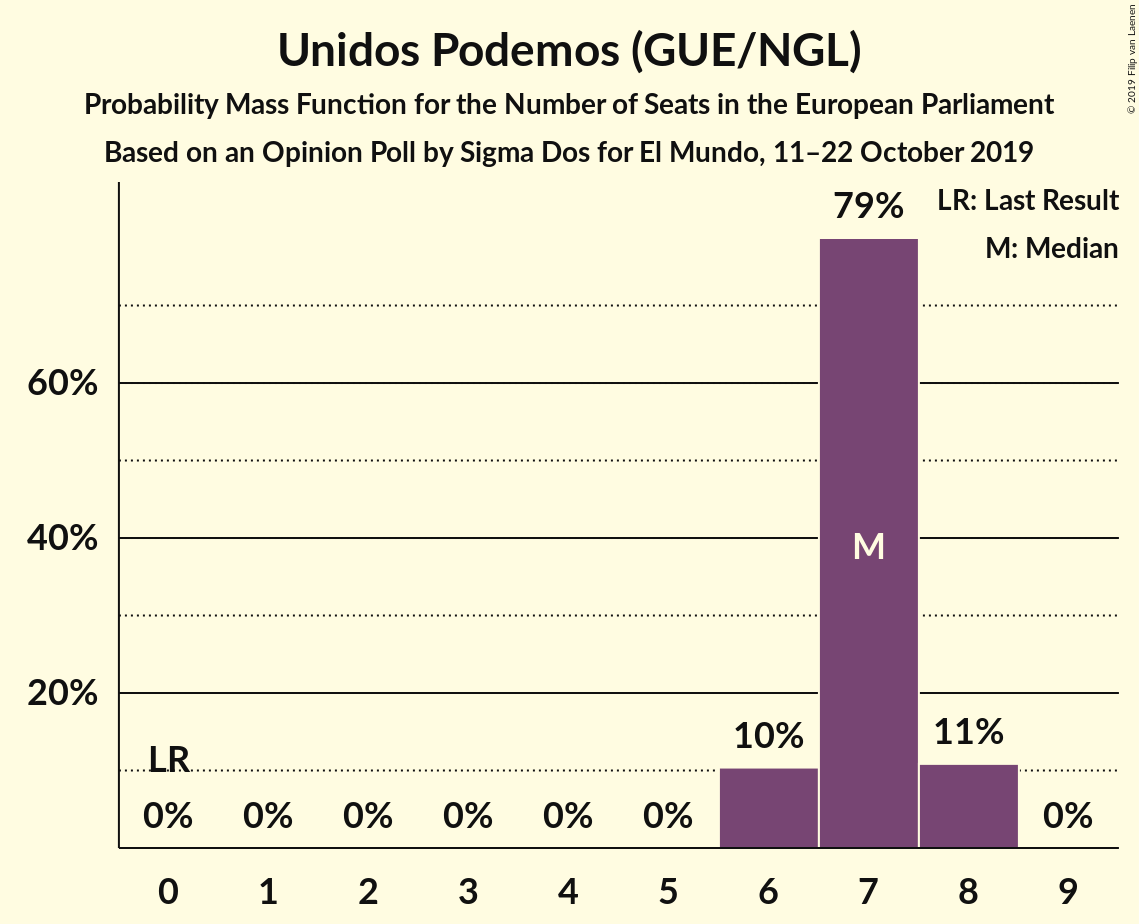 Unidos Podemos (GUE/NGL)
Probability Mass Function for the Number of Seats in the European Parliament
Based on an Opinion Poll by Sigma Dos for El Mundo, 11–22 October 2019
© 2019 Filip van Laenen
LR: Last Result
M: Median
79%
60%
40%
20%
M
LR
0% 0% 0% 0% 0% 0% 10% 11% 0%
0 1 2 3 4 5 6 7 8 9